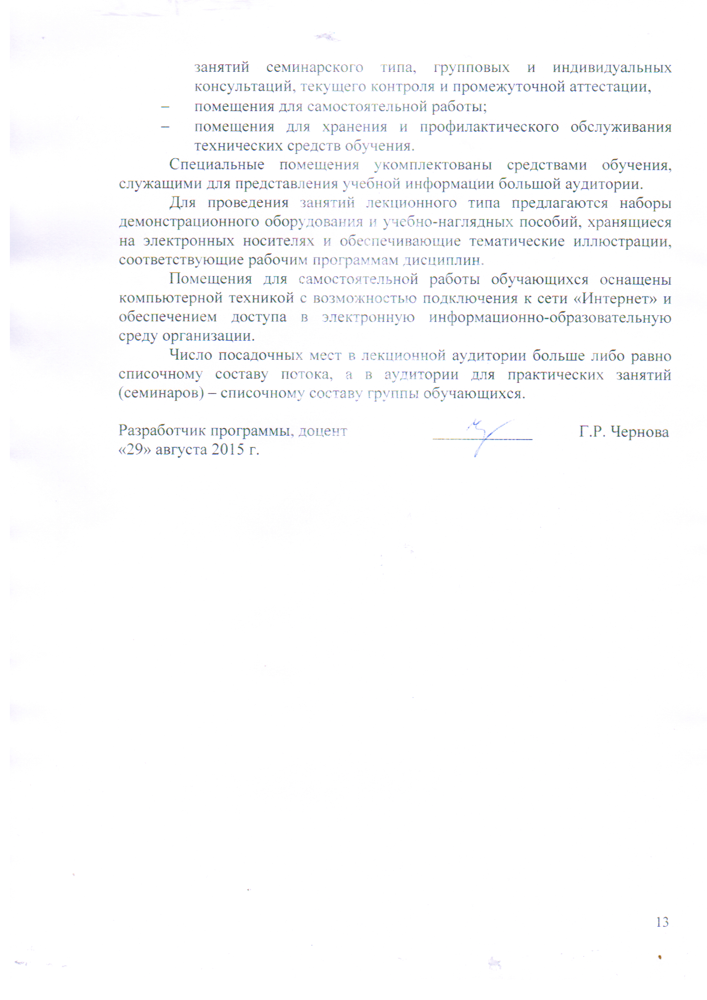 занятий семинарского типа, групповых и индивидуальных
консультаций, текущего контроля и промежуточной аттестации,
– помещения для самостоятельной работы;
– помещения для хранения и профилактического обслуживания
технических средств обучения.
Специальные помещения укомплектованы средствами обучения,
служащими для представления учебной информации большой аудитории.
Для проведения занятий лекционного типа предлагаются наборы
демонстрационного оборудования и учебно-наглядных пособий, хранящиеся
на электронных носителях и обеспечивающие тематические иллюстрации,
соответствующие рабочим программам дисциплин.
Помещения для самостоятельной работы обучающихся оснащены
компьютерной техникой с возможностью подключения к сети «Интернет» и
обеспечением доступа в электронную информационно-образовательную
среду организации.
Число посадочных мест в лекционной аудитории больше либо равно
списочному составу потока, а в аудитории для практических занятий
(семинаров) – списочному составу группы обучающихся.
Разработчик программы, доцент Г.Р. Чернова
«29» августа 2015 г.
13